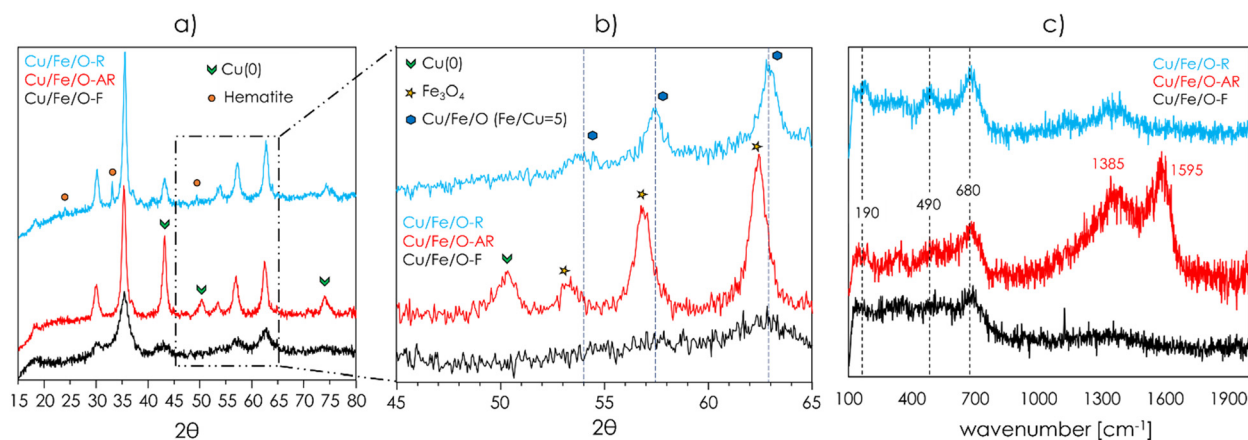 a)
Cu/Fe/O-R
Cu/Fe/O-AR
Cu/Fe/O-F
Cu(0)
Hematite
15 20 25 30 35 40 45 50 55 60 65 70 75 80
2θ
b)
Cu(0)
Fe₃O₄
Cu/Fe/O (Fe/Cu=5)
Cu/Fe/O-R
Cu/Fe/O-AR
Cu/Fe/O-F
45 50 55 60 65
2θ
c)
Cu/Fe/O-R
Cu/Fe/O-AR
Cu/Fe/O-F
1385 1595
190 490 680
100 400 700 1000 1300 1600 1900
wavenumber [cm⁻¹]